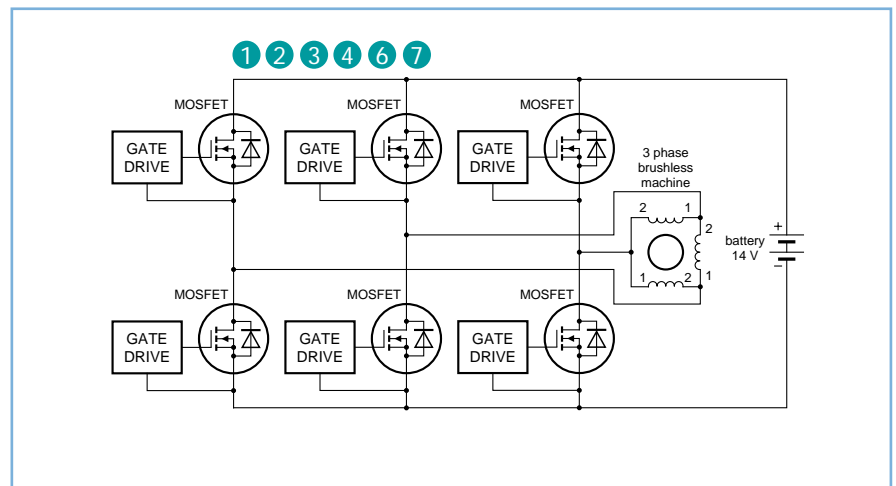 1 2 3 4 6 7
MOSFET MOSFET MOSFET
GATE
DRIVE
GATE
DRIVE
GATE
DRIVE
3 phase
brushless
machine
2 1
2
1
1 2
+
battery
14 V
–
MOSFET MOSFET MOSFET
GATE
DRIVE
GATE
DRIVE
GATE
DRIVE